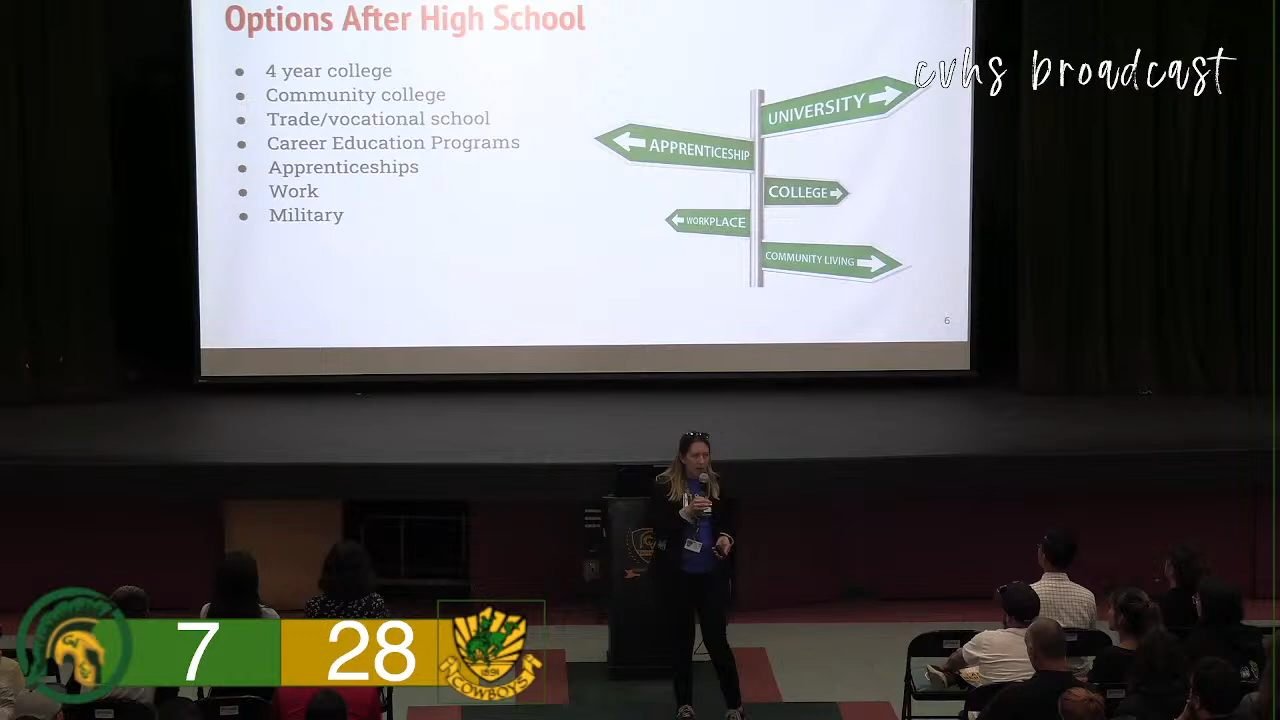 Options After High School
cvhs broadcast
4 year college
Community college
Trade/vocational school
Career Education Programs
Apprenticeships
Work
Military
UNIVERSITY
APPRENTICESHIP
COLLEGE
WORKPLACE
COMMUNITY LIVING
6
7 28
COWBOYS